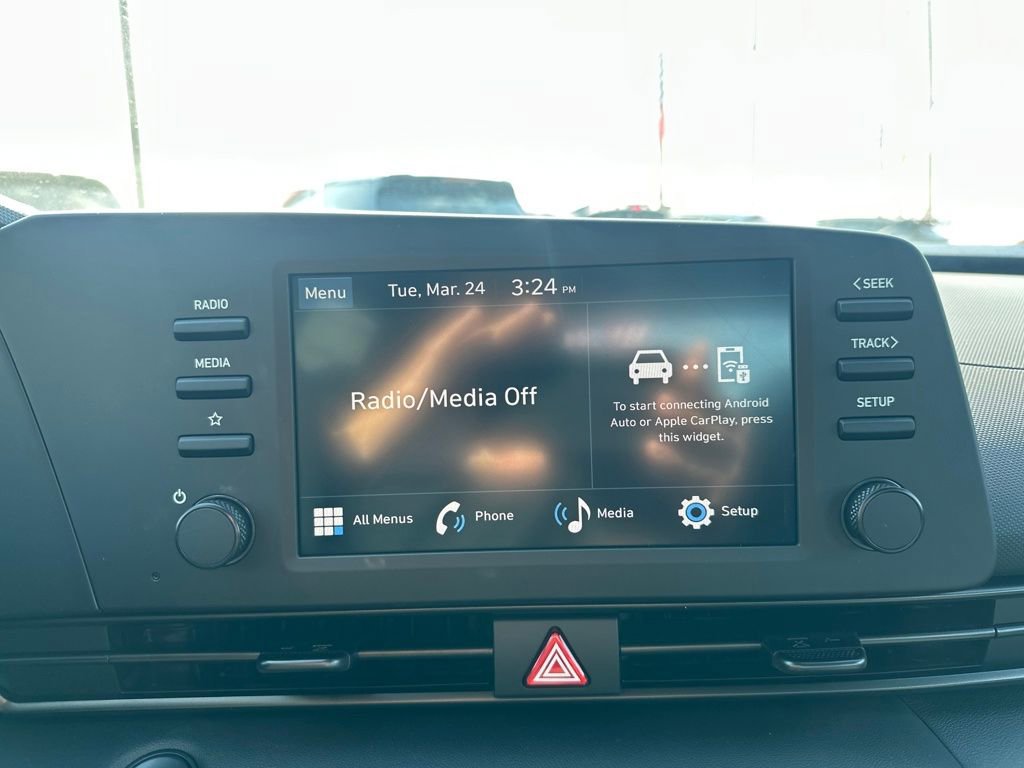 RADIO
MEDIA
Menu
Tue, Mar. 24
3:24 PM
Radio/Media Off
To start connecting Android
Auto or Apple CarPlay, press
this widget.
All Menus
Phone
Media
Setup
<SEEK
TRACK>
SETUP